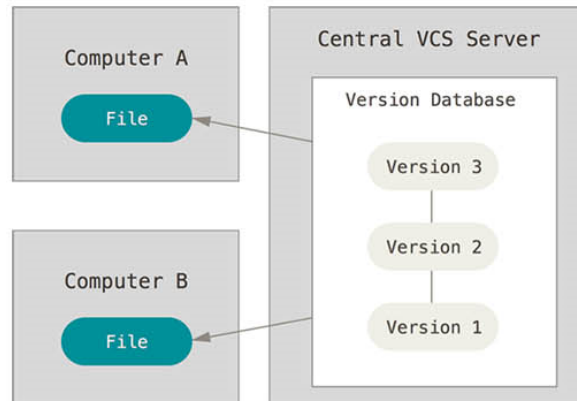 Computer A
File
Computer B
File
Central VCS Server
Version Database
Version 3
Version 2
Version 1